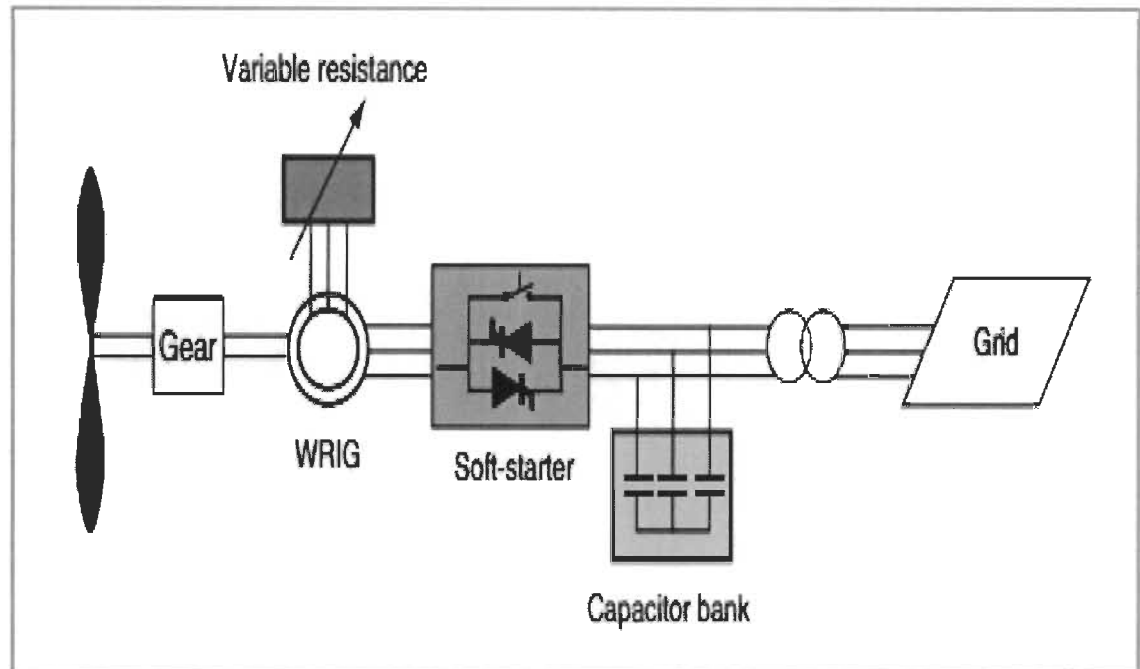 Variable resistance
Gear
Grid
WRIG
Soft-starter
Capacitor bank